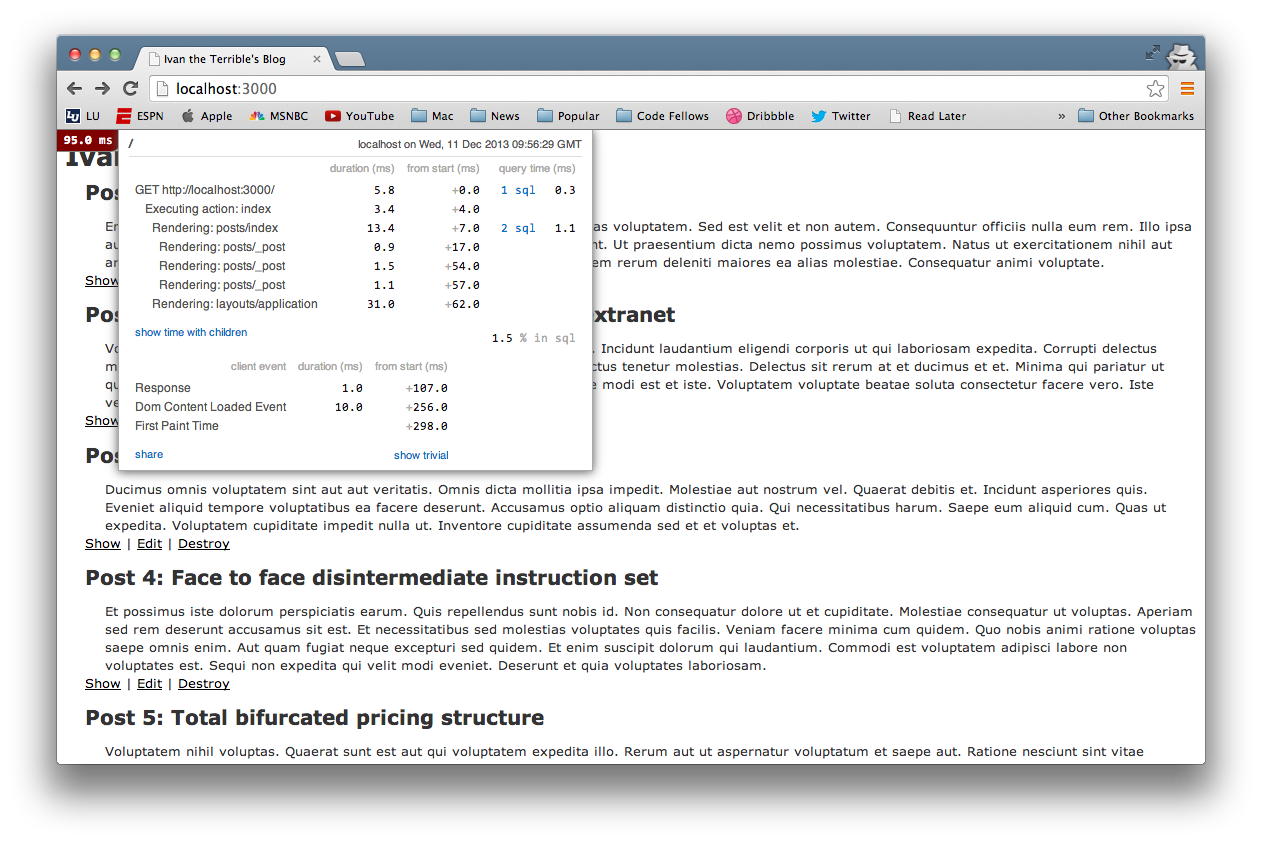 Ivan the Terrible's Blog
localhost:3000
LU ESPN Apple MSNBC YouTube Mac News Popular Code Fellows Dribbble Twitter Read Later » Other Bookmarks
95.0 ms
/ localhost on Wed, 11 Dec 2013 09:56:29 GMT
duration (ms) from start (ms) query time (ms)
GET http://localhost:3000/ 5.8 +0.0 1 sql 0.3
Executing action: index 3.4 +4.0
Rendering: posts/index 13.4 +7.0 2 sql 1.1
Rendering: posts/_post 0.9 +17.0
Rendering: posts/_post 1.5 +54.0
Rendering: posts/_post 1.1 +57.0
Rendering: layouts/application 31.0 +62.0
show time with children
1.5 % in sql
client event duration (ms) from start (ms)
Response 1.0 +107.0
Dom Content Loaded Event 10.0 +256.0
First Paint Time +298.0
share show trivial
Iva
Pos
as voluptatem. Sed est velit et non autem. Consequuntur officiis nulla eum rem. Illo ipsa
Ut praesentium dicta nemo possimus voluptatem. Natus ut exercitationem nihil aut
rerum deleniti maiores ea alias molestiae. Consequatur animi voluptate.
Show
Pos xtranet
Incidunt laudantium eligendi corporis ut qui laboriosam expedita. Corrupti delectus
tenetur molestias. Delectus sit rerum at et ducimus et et. Minima qui pariatur ut
modi est et iste. Voluptatem voluptate beatae soluta consectetur facere vero. Iste
Show
Pos
Ducimus omnis voluptatem sint aut aut veritatis. Omnis dicta mollitia ipsa impedit. Molestiae aut nostrum vel. Quaerat debitis et. Incidunt asperiores quis.
Eveniet aliquid tempore voluptatibus ea facere deserunt. Accusamus optio aliquam distinctio quia. Qui necessitatibus harum. Saepe eum aliquid cum. Quas ut
expedita. Voluptatem cupiditate impedit nulla ut. Inventore cupiditate assumenda sed et et voluptas et.
Show | Edit | Destroy
Post 4: Face to face disintermediate instruction set
Et possimus iste dolorum perspiciatis earum. Quis repellendus sunt nobis id. Non consequatur dolore ut et cupiditate. Molestiae consequatur ut voluptas. Aperiam
sed rem deserunt accusamus sit est. Et necessitatibus sed molestias voluptates quis facilis. Veniam facere minima cum quidem. Quo nobis animi ratione voluptas
saepe omnis enim. Aut quam fugiat neque excepturi sed quidem. Et enim suscipit dolorum qui laudantium. Commodi est voluptatem adipisci labore non
voluptates est. Sequi non expedita qui velit modi eveniet. Deserunt et quia voluptates laboriosam.
Show | Edit | Destroy
Post 5: Total bifurcated pricing structure
Voluptatem nihil voluptas. Quaerat sunt est aut qui voluptatem expedita illo. Rerum aut ut aspernatur voluptatum et saepe aut. Ratione nesciunt sint vitae